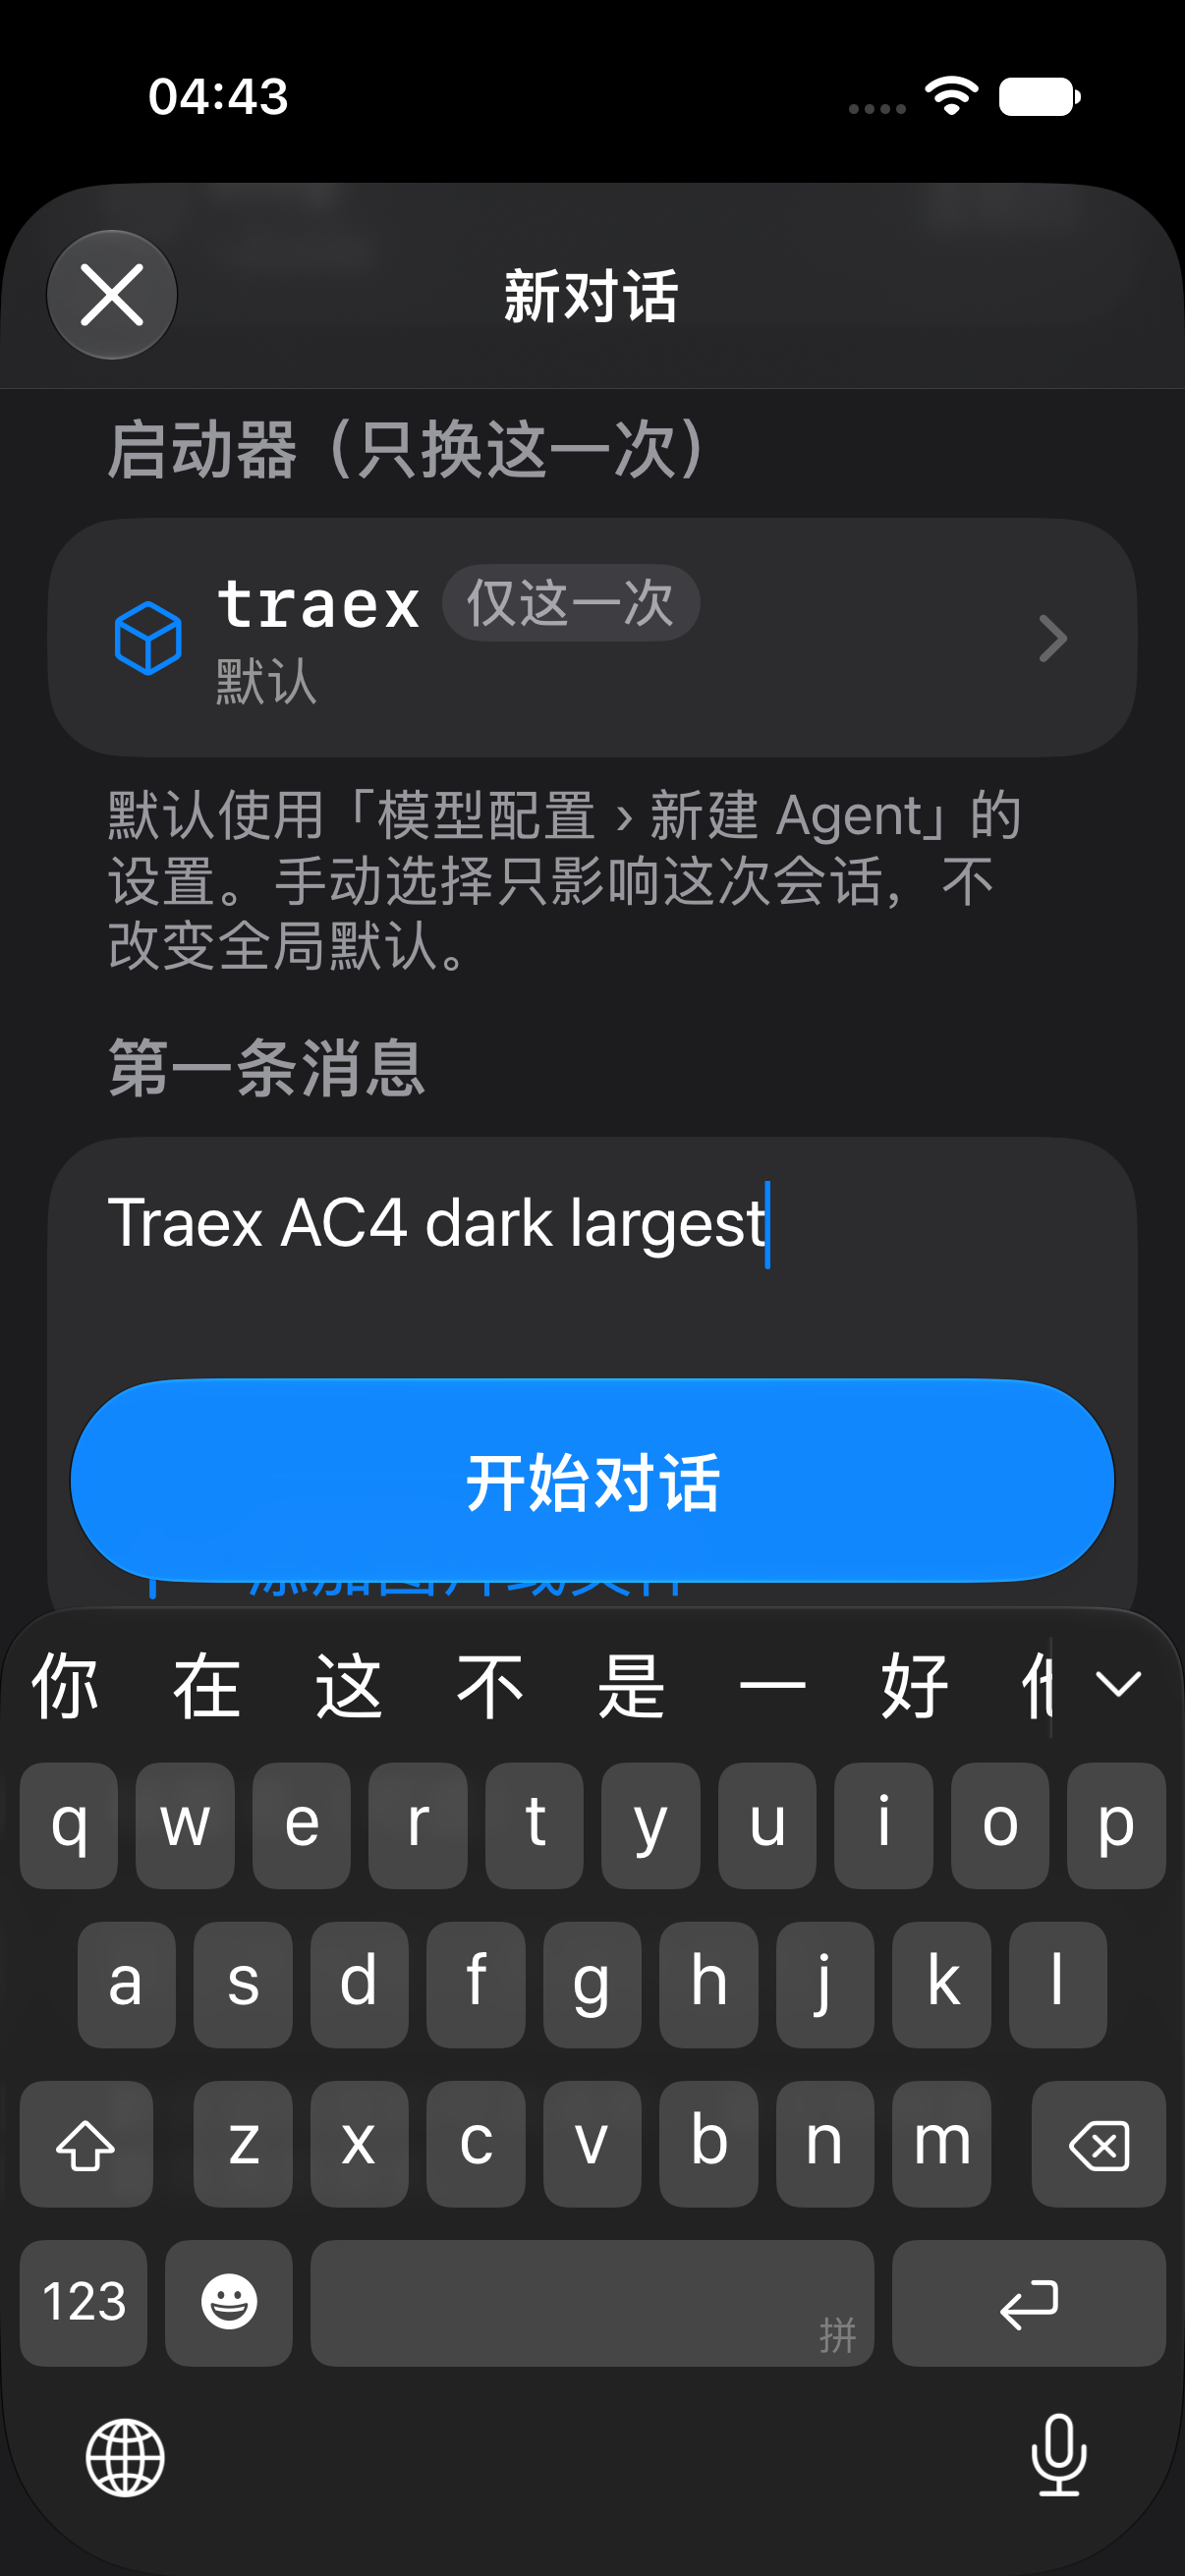 04:43
新对话
启动器（只换这一次）
traex 仅这一次
默认
默认使用「模型配置 › 新建 Agent」的
设置。手动选择只影响这次会话，不
改变全局默认。
第一条消息
Traex AC4 dark largest
开始对话
你 在 这 不 是 一 好
q w e r t y u i o p
a s d f g h j k l
z x c v b n m
123
拼